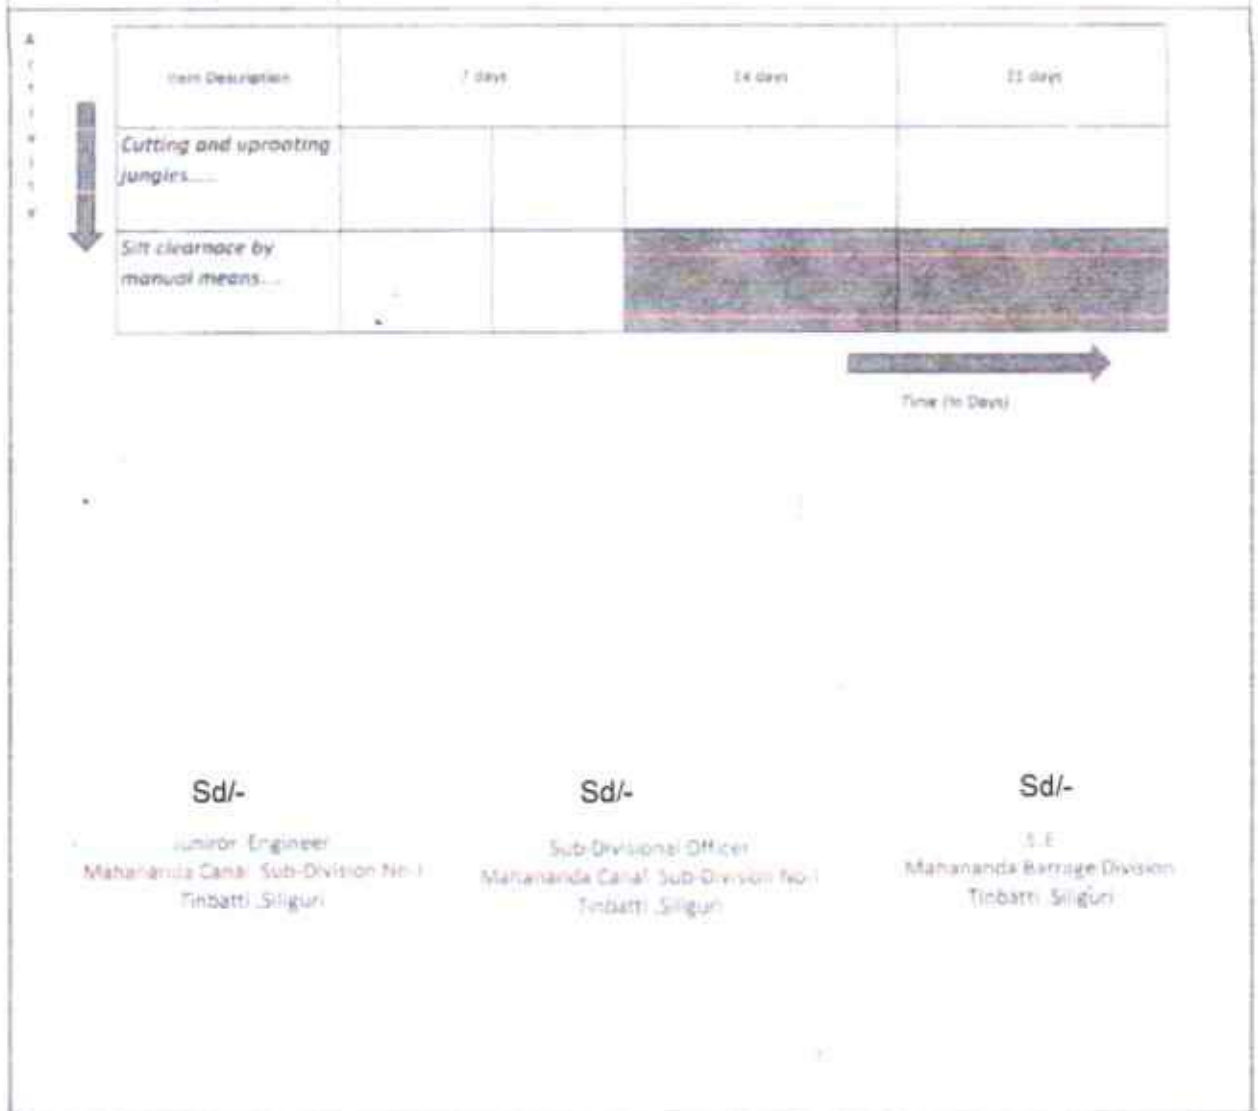 Item Description
7 days
14 days
21 days
Cutting and uprooting
jungles.....
Silt clearnace by
manual means....
Time (In Days)
Sd/-
Sd/-
Sd/-
Engineer
Mahananda Canal Sub-Division No-I
Tinbatti ,Siliguri
Sub-Divisional Officer
Mahananda Canal Sub-Division No-I
Tinbatti ,Siliguri
Mahananda Barrage Division
Tinbatti ,Siliguri